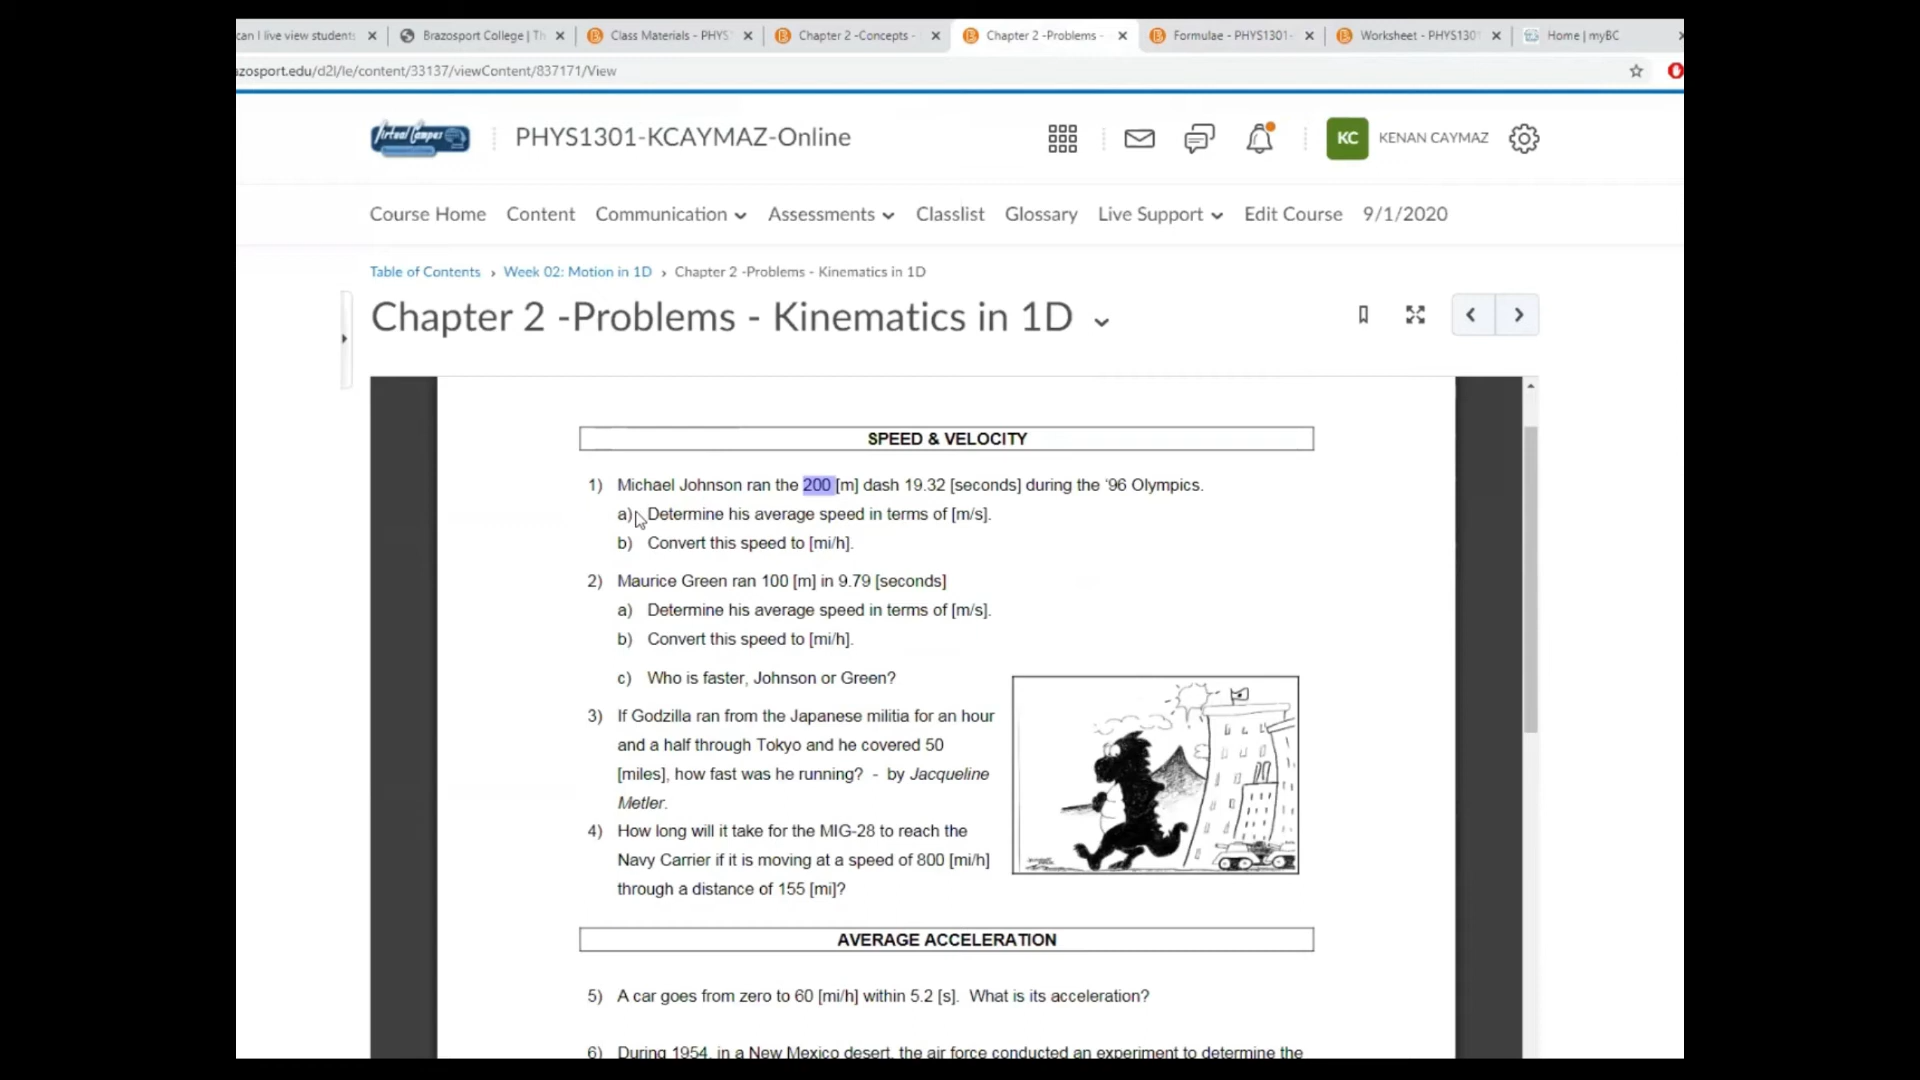 can I live view students
Brazosport College | Th
Class Materials - PHYS
Chapter 2 -Concepts -
Chapter 2 -Problems -
Formulae - PHYS1301-
Worksheet - PHYS130
Home | myBC
zosport.edu/d2l/le/content/33137/viewContent/837171/View
Virtual Campus
PHYS1301-KCAYMAZ-Online
KC
KENAN CAYMAZ
Course Home Content Communication Assessments Classlist Glossary Live Support Edit Course 9/1/2020
Table of Contents › Week 02: Motion in 1D › Chapter 2 -Problems - Kinematics in 1D
Chapter 2 -Problems - Kinematics in 1D
SPEED & VELOCITY
1) Michael Johnson ran the 200 [m] dash 19.32 [seconds] during the '96 Olympics.
a) Determine his average speed in terms of [m/s].
b) Convert this speed to [mi/h].
2) Maurice Green ran 100 [m] in 9.79 [seconds]
a) Determine his average speed in terms of [m/s].
b) Convert this speed to [mi/h].
c) Who is faster, Johnson or Green?
3) If Godzilla ran from the Japanese militia for an hour
and a half through Tokyo and he covered 50
[miles], how fast was he running? - by Jacqueline
Metler.
4) How long will it take for the MIG-28 to reach the
Navy Carrier if it is moving at a speed of 800 [mi/h]
through a distance of 155 [mi]?
AVERAGE ACCELERATION
5) A car goes from zero to 60 [mi/h] within 5.2 [s]. What is its acceleration?
6) During 1954, in a New Mexico desert, the air force conducted an experiment to determine the